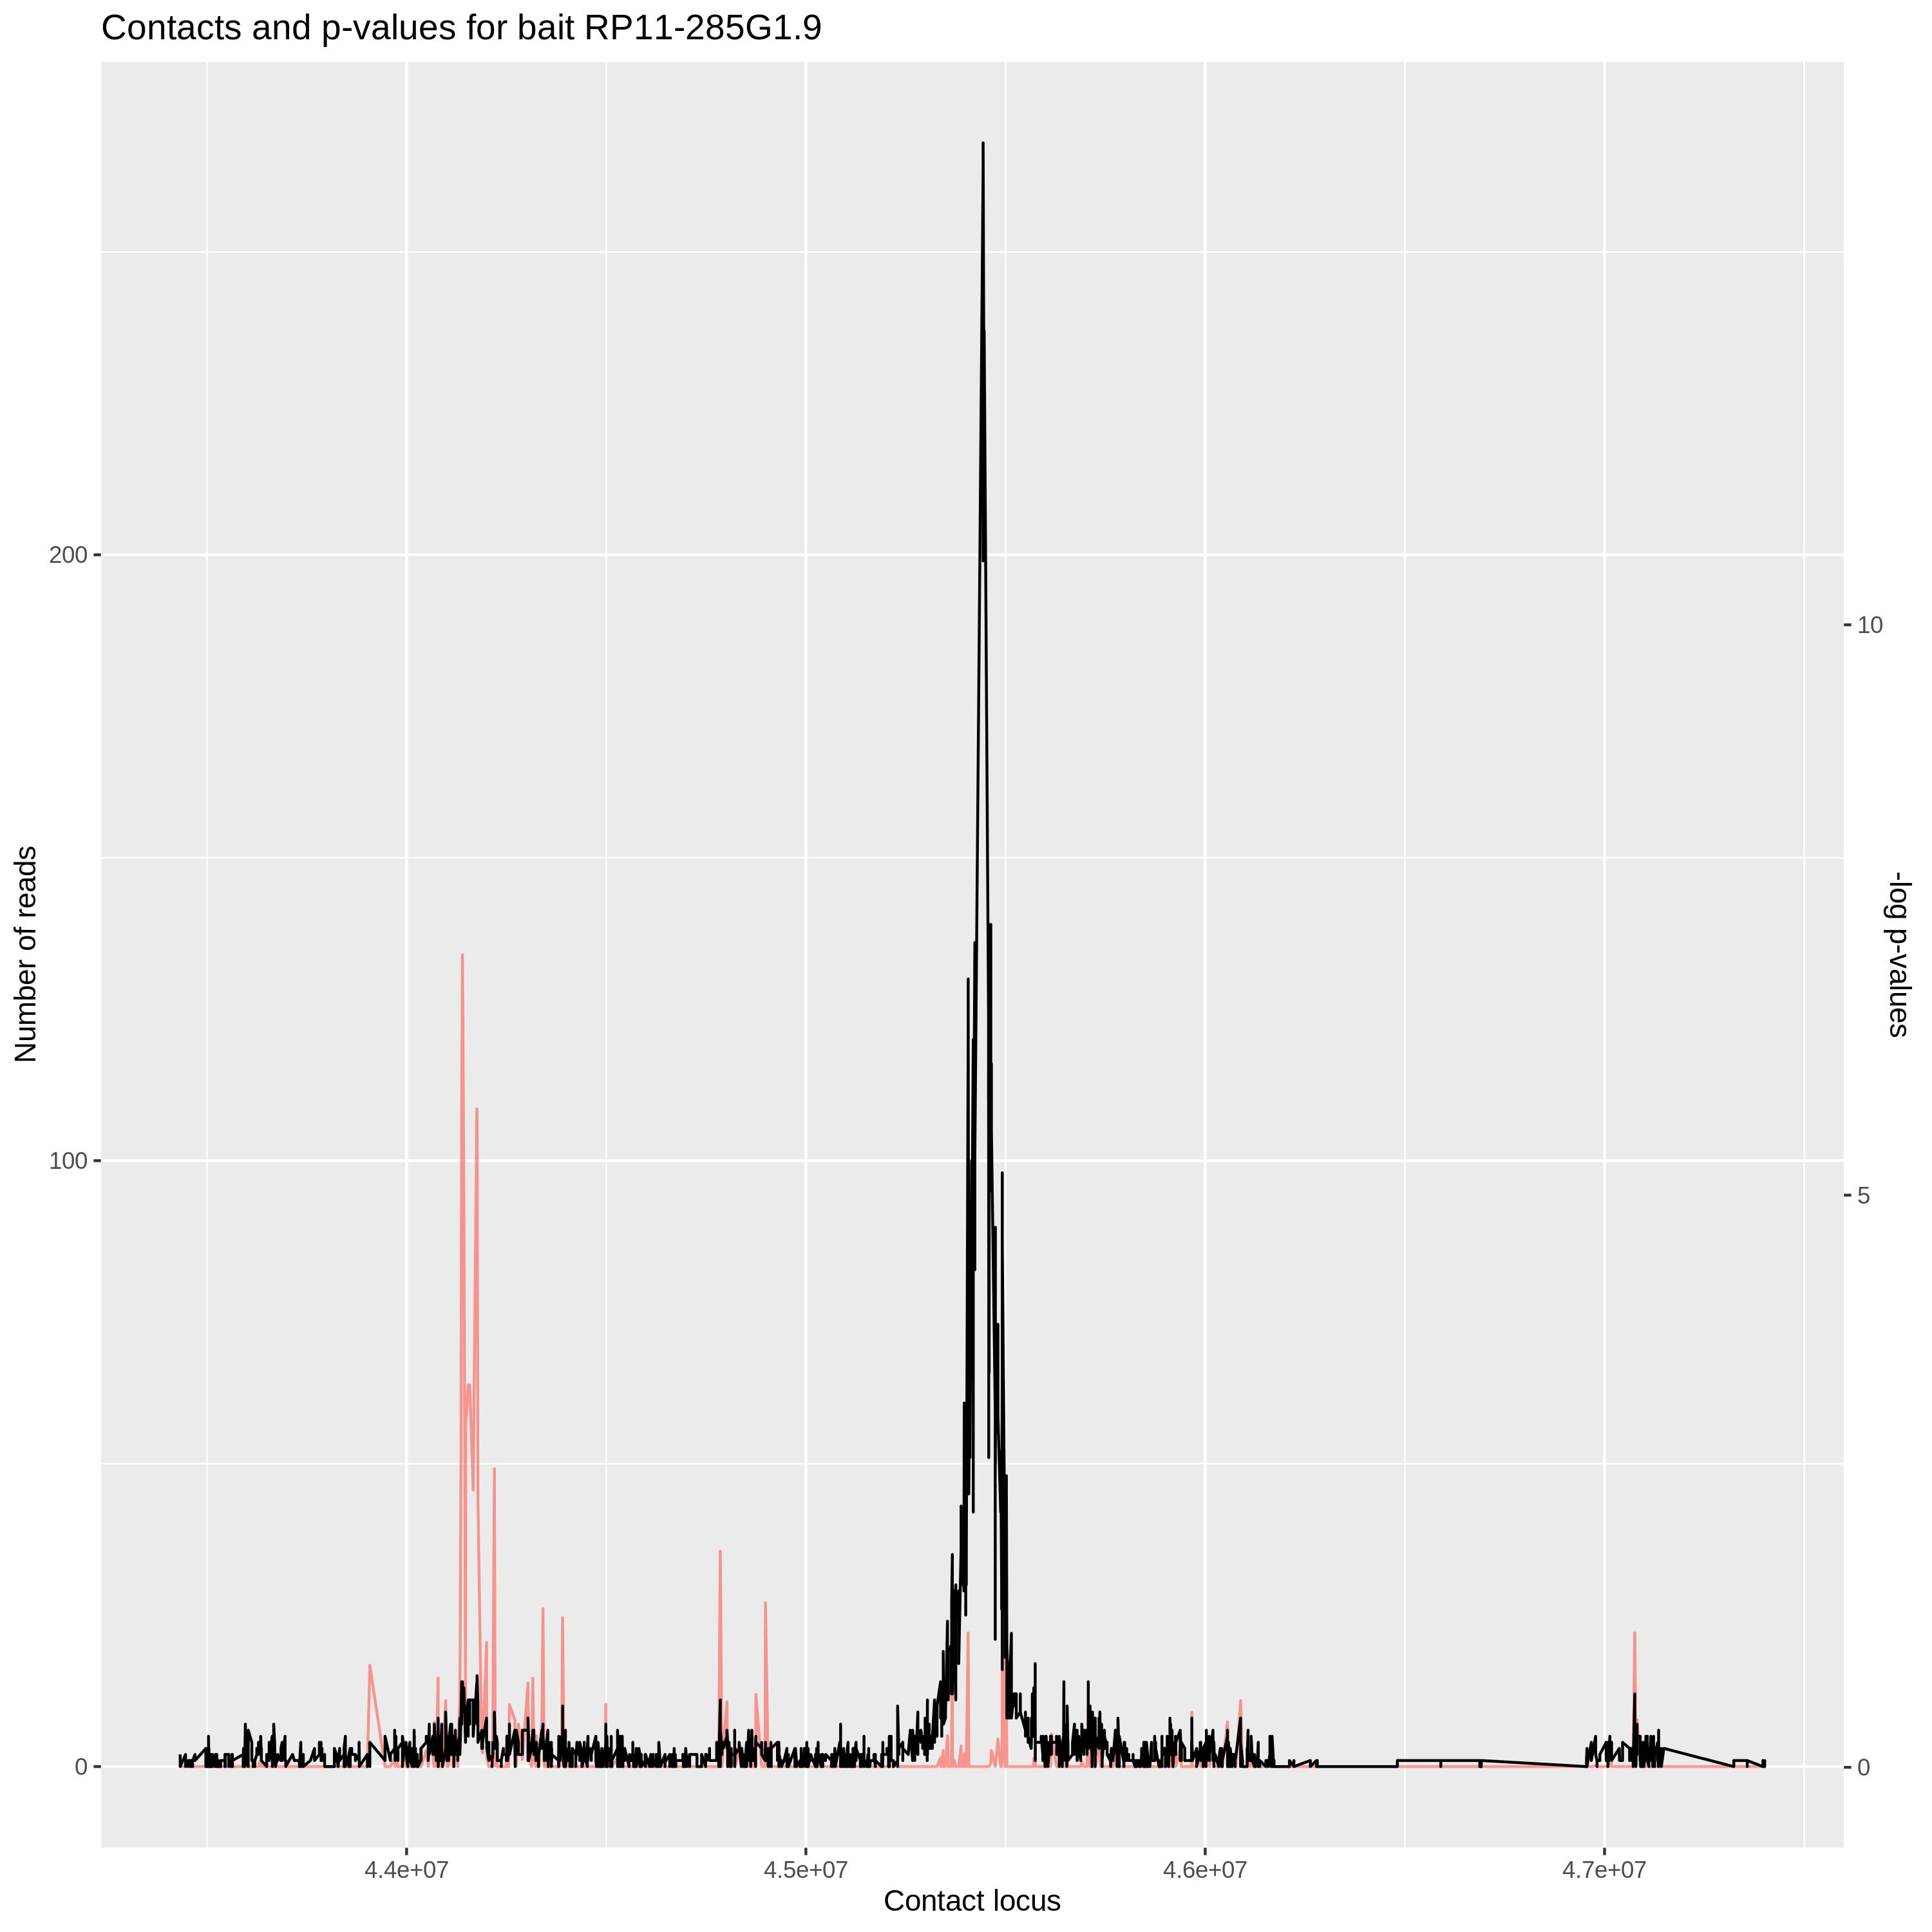 Contacts and p-values for bait RP11-285G1.9
Number of reads
200
100
0
10
5
0
-log p-values
4.4e+07
4.5e+07
4.6e+07
4.7e+07
Contact locus